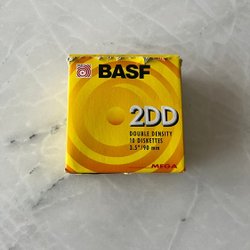 BASF
2DD
DOUBLE DENSITY
10 DISKETTES
3.5"/90 mm
MEGA